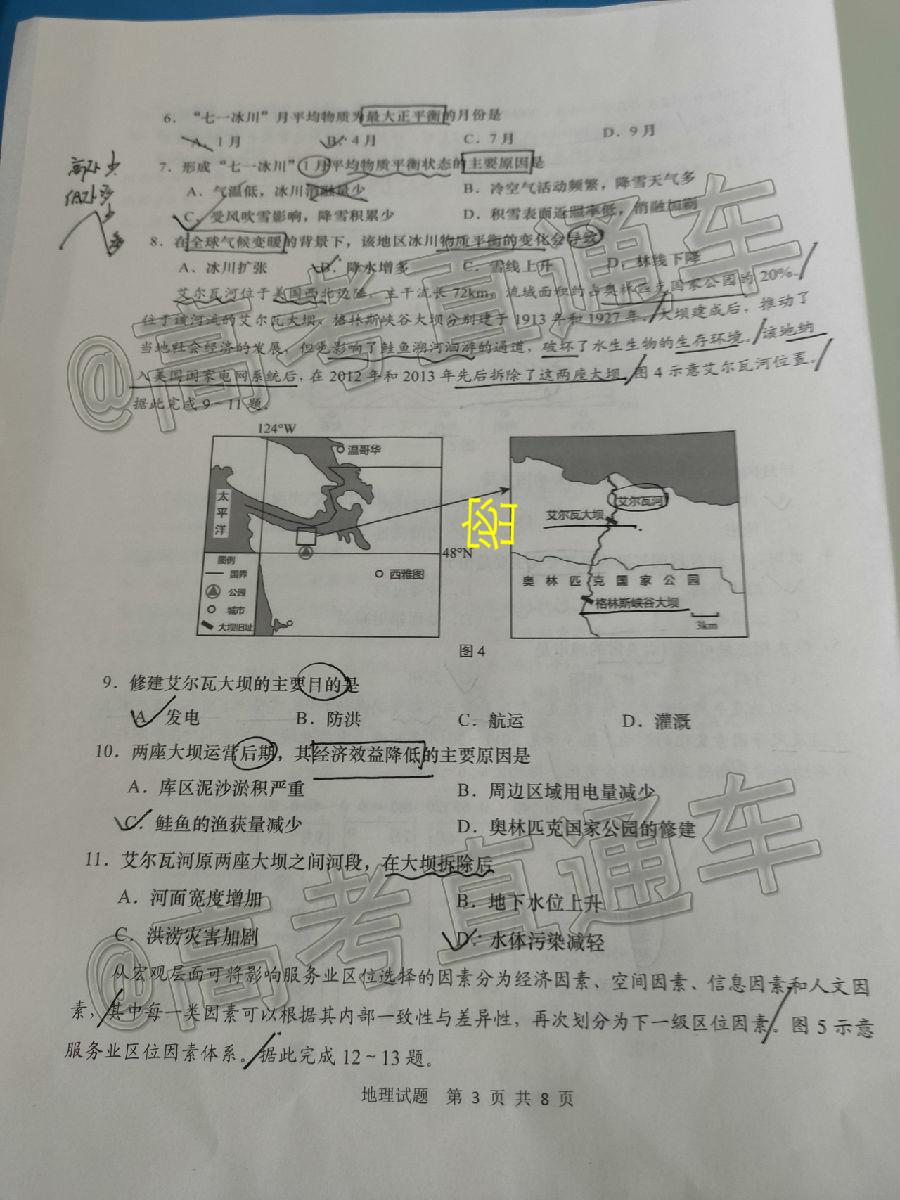 6．“七一冰川”月平均物质为最大正平衡的月份是
A．1月 B．4月 C．7月 D．9月
7．形成“七一冰川”1月平均物质平衡状态的主要原因是
A．气温低，冰川消融量少 B．冷空气活动频繁，降雪天气多
C．受风吹雪影响，降雪积累少 D．积雪表面反照率低，消融加剧
8．在全球气候变暖的背景下，该地区冰川物质平衡的变化会导致
A．冰川扩张 B．降水增多 C．雪线上升 D．林线下降
艾尔瓦河位于美国西北边陲，主干流长72km，流域面积约占奥林匹克国家公园的20%。
位于该河流的艾尔瓦大坝、格林斯峡谷大坝分别建于1913年和1927年。大坝建成后，推动了
当地社会经济的发展，但更影响了鲑鱼溯河洄游的通道，破坏了水生生物的生存环境。该地纳
入美国国家电网系统后，在2012年和2013年先后拆除了这两座大坝。图4示意艾尔瓦河位置。
据此完成9～11题。
124°W
温哥华
太平洋
48°N
图例
国界
公园
城市
大坝旧址
西雅图
艾尔瓦河
艾尔瓦大坝
奥林匹克国家公园
格林斯峡谷大坝
3km
密
图4
9．修建艾尔瓦大坝的主要目的是
A．发电 B．防洪 C．航运 D．灌溉
10．两座大坝运营后期，其经济效益降低的主要原因是
A．库区泥沙淤积严重 B．周边区域用电量减少
C．鲑鱼的渔获量减少 D．奥林匹克国家公园的修建
11．艾尔瓦河原两座大坝之间河段，在大坝拆除后
A．河面宽度增加 B．地下水位上升
C．洪涝灾害加剧 D．水体污染减轻
从宏观层面可将影响服务业区位选择的因素分为经济因素、空间因素、信息因素和人文因
素，其中每一类因素可以根据其内部一致性与差异性，再次划分为下一级区位因素。图5示意
服务业区位因素体系。据此完成12～13题。
地理试题 第3页共8页
@高考直通车
@高考直通车